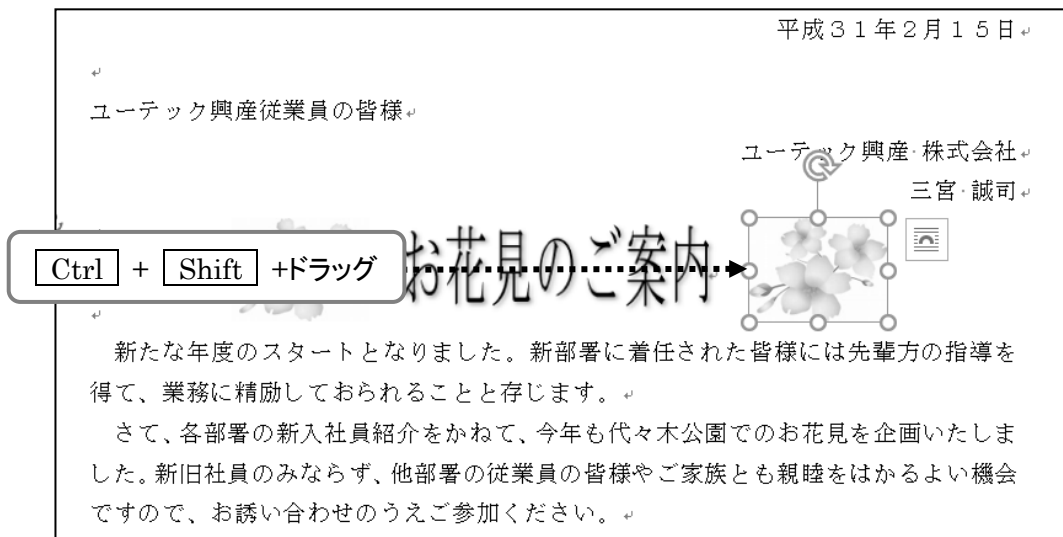 平成３１年２月１５日
ユーテック興産従業員の皆様
ユーテック興産 株式会社
三宮 誠司
お花見のご案内
Ctrl + Shift +ドラッグ
新たな年度のスタートとなりました。新部署に着任された皆様には先輩方の指導を
得て、業務に精励しておられることと存じます。
さて、各部署の新入社員紹介をかねて、今年も代々木公園でのお花見を企画いたしま
した。新旧社員のみならず、他部署の従業員の皆様やご家族とも親睦をはかるよい機会
ですので、お誘い合わせのうえご参加ください。